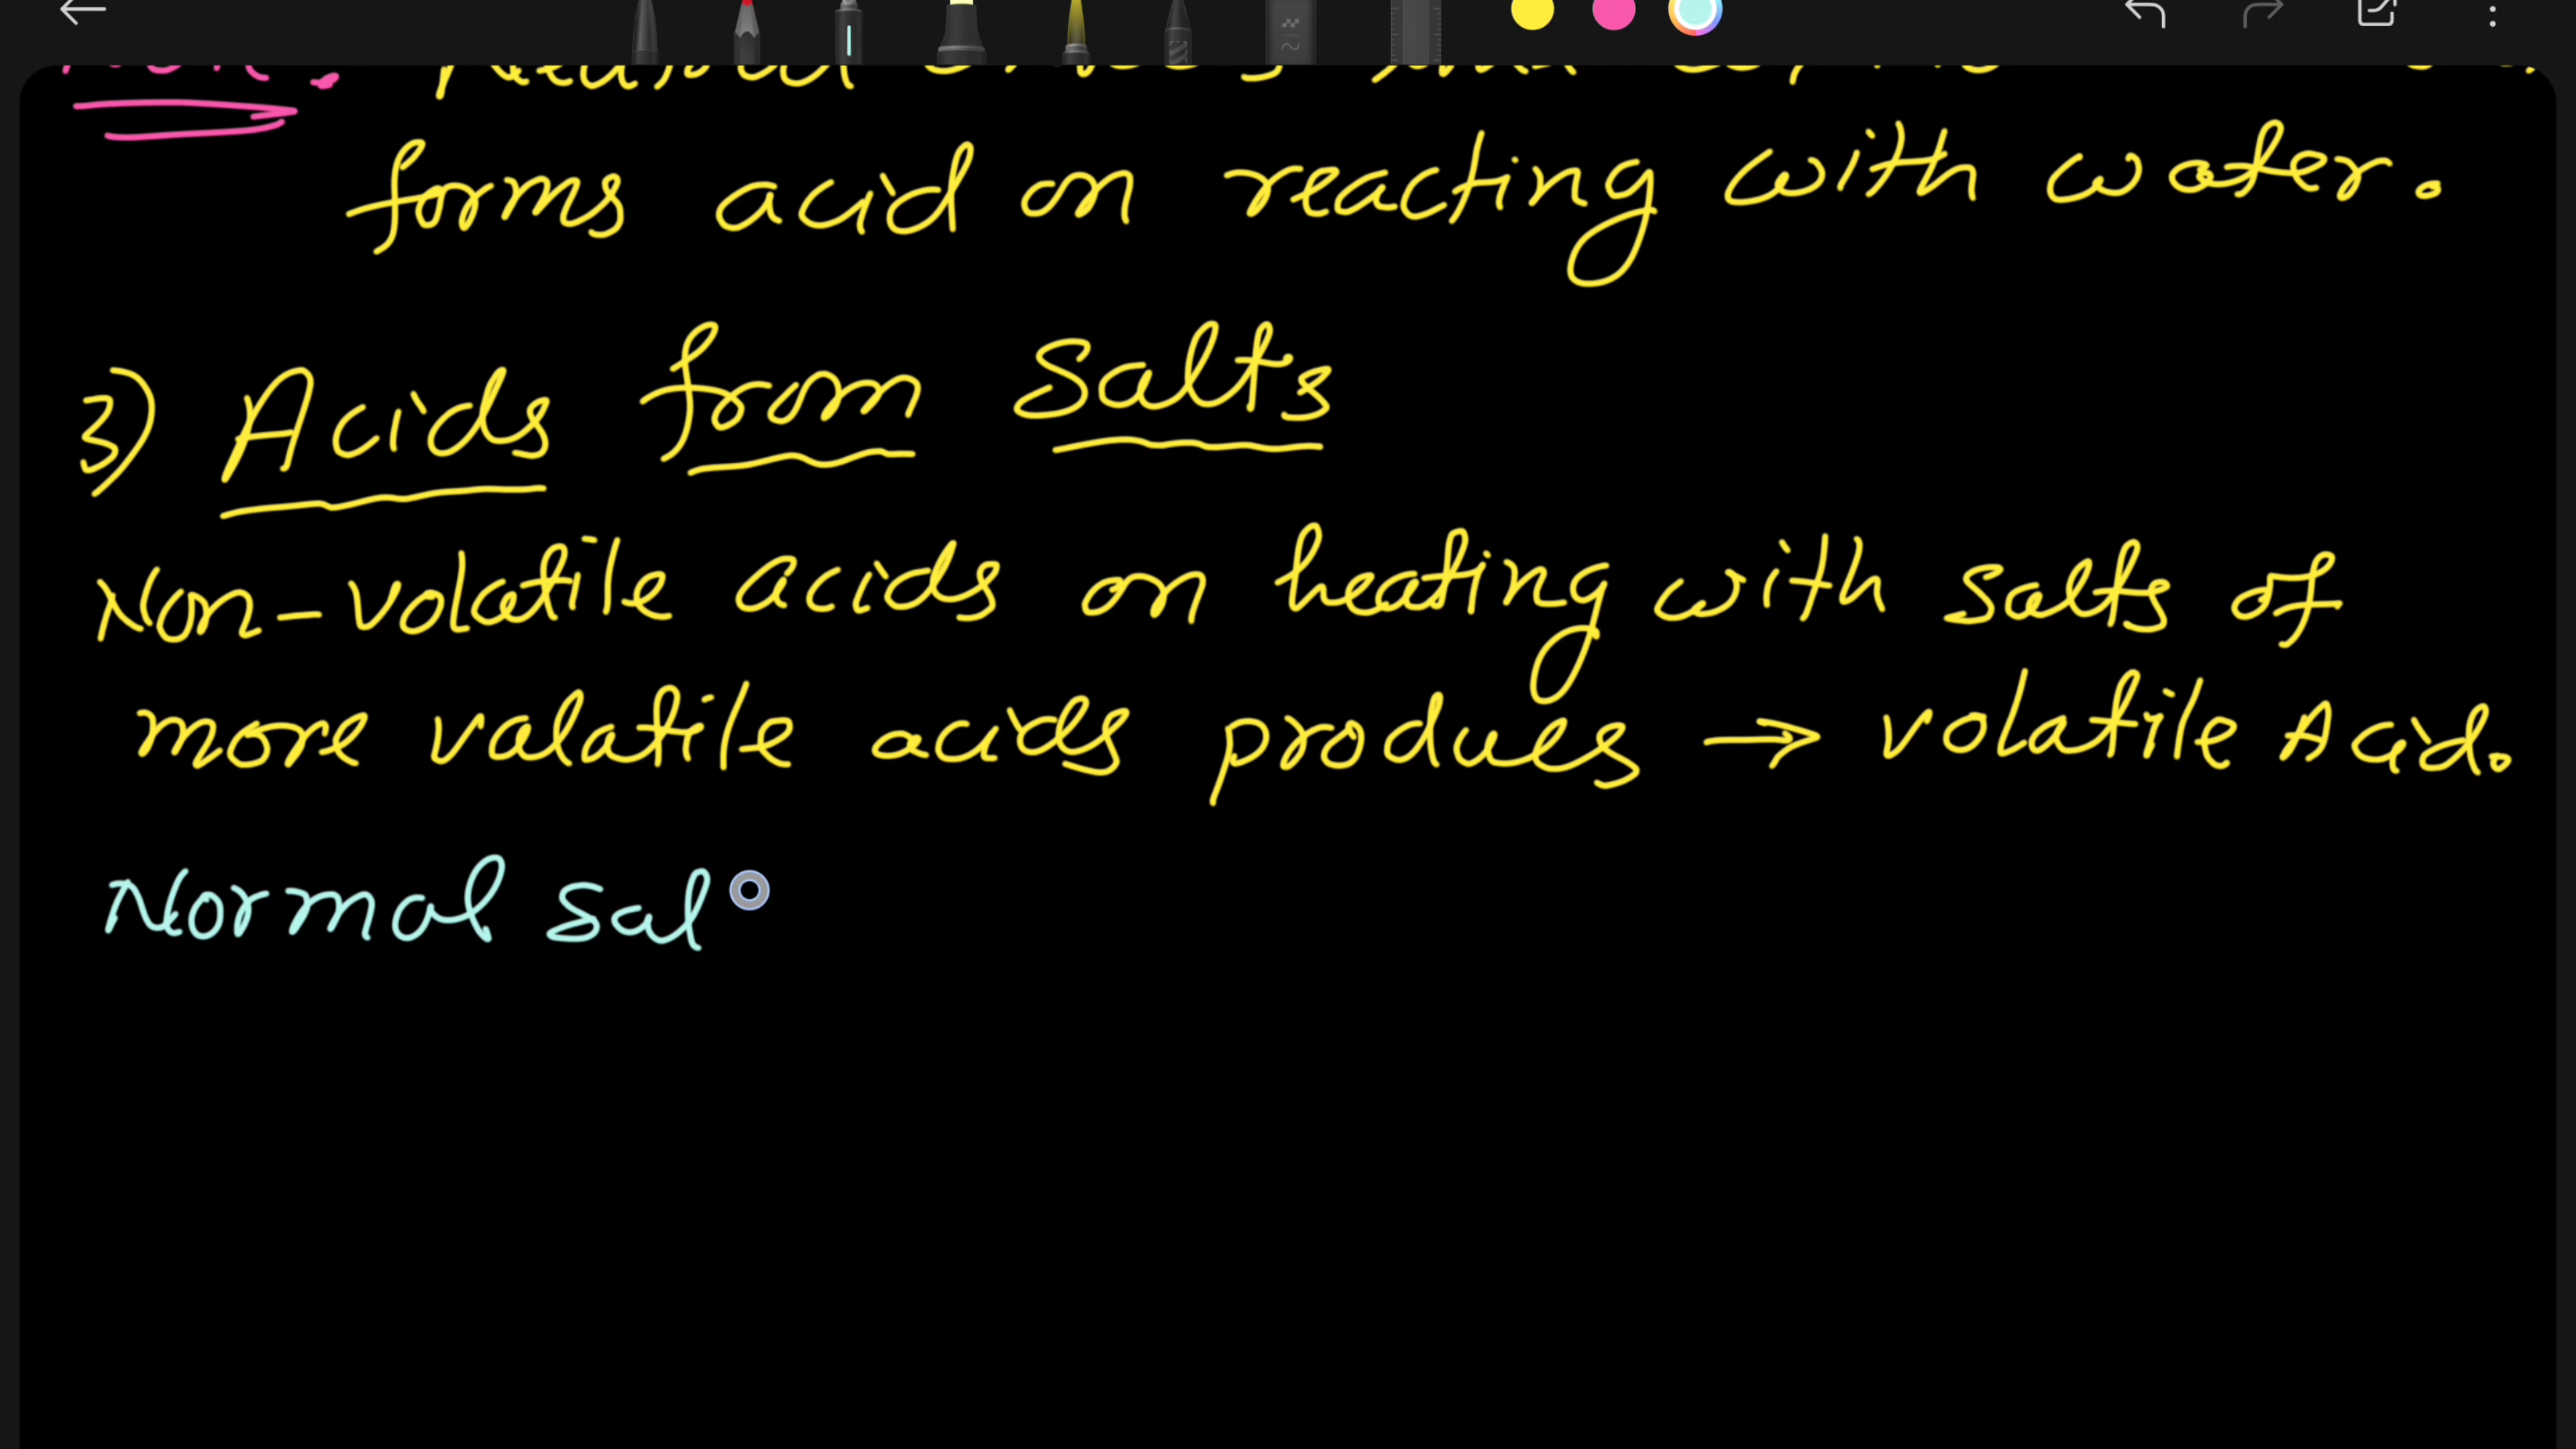 forms acid on reacting with water.
3) Acids from Salts
Non-volatile acids on heating with salts of
more valatile acids produes → volatile Acid.
Normal sal